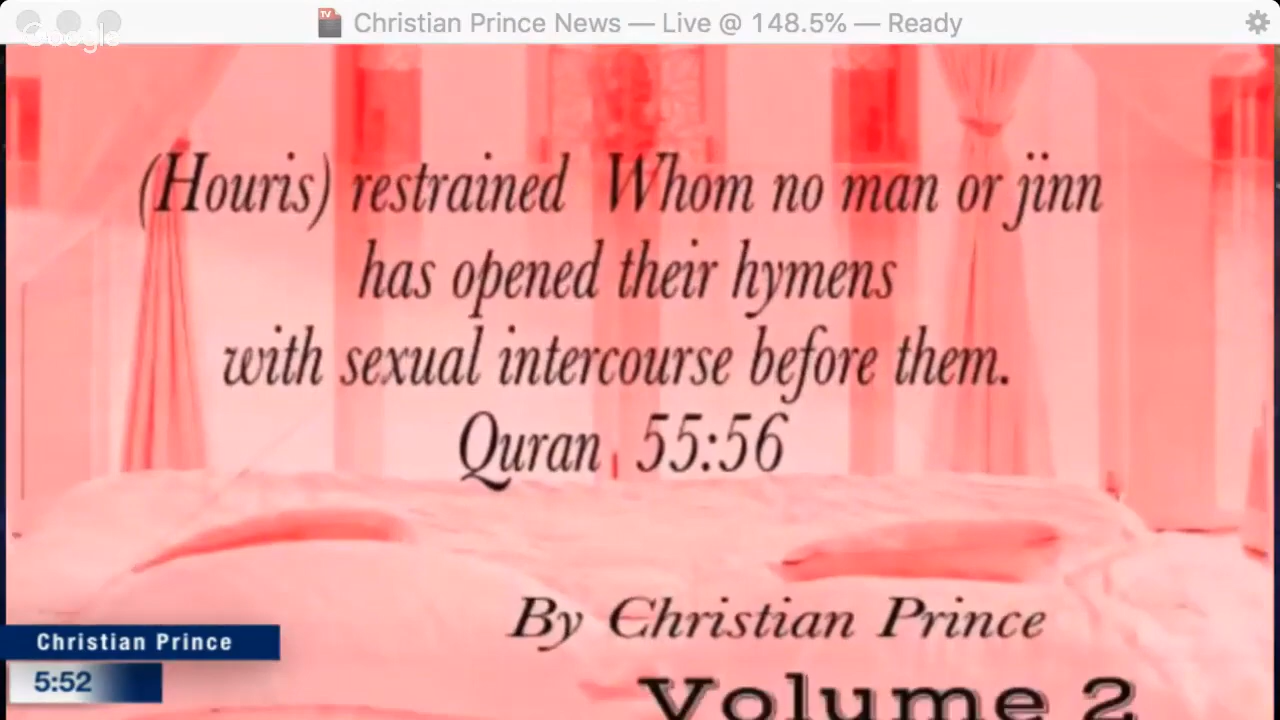 Christian Prince News — Live @ 148.5% — Ready
Google
(Houris) restrained Whom no man or jinn
has opened their hymens
with sexual intercourse before them.
Quran 55:56
By Christian Prince
Volume 2
Christian Prince
5:52